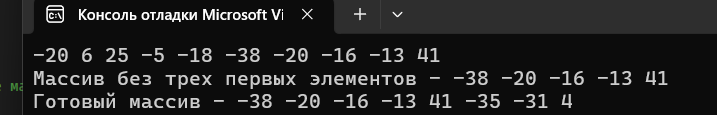 Консоль отладки Microsoft Vi
-20 6 25 -5 -18 -38 -20 -16 -13 41
Массив без трех первых элементов - -38 -20 -16 -13 41
Готовый массив - -38 -20 -16 -13 41 -35 -31 4